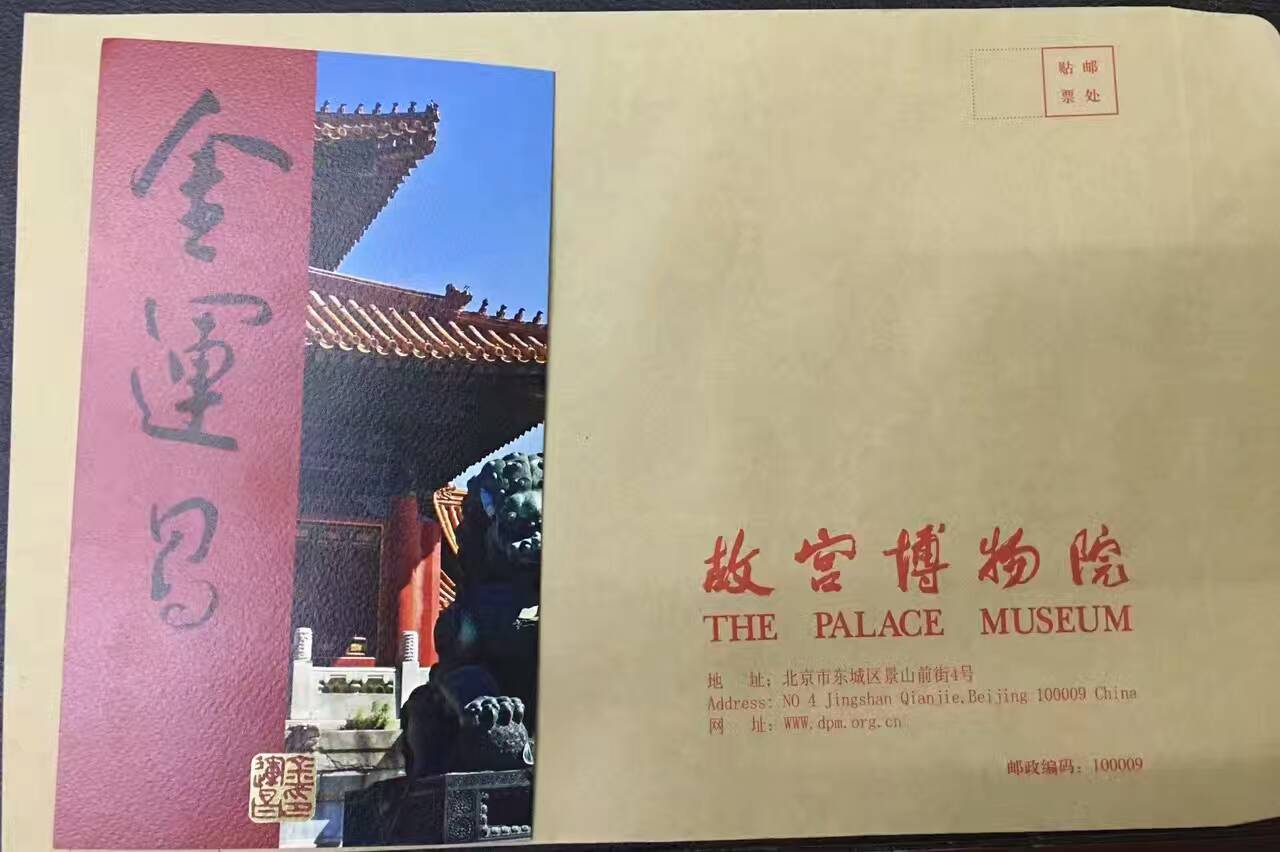 金運昌
贴邮
票处
故宫博物院
THE PALACE MUSEUM
地 址：北京市东城区景山前街4号
Address: NO 4 Jingshan Qianjie,Beijing 100009 China
网 址：WWW.dpm.org.cn
邮政编码：100009